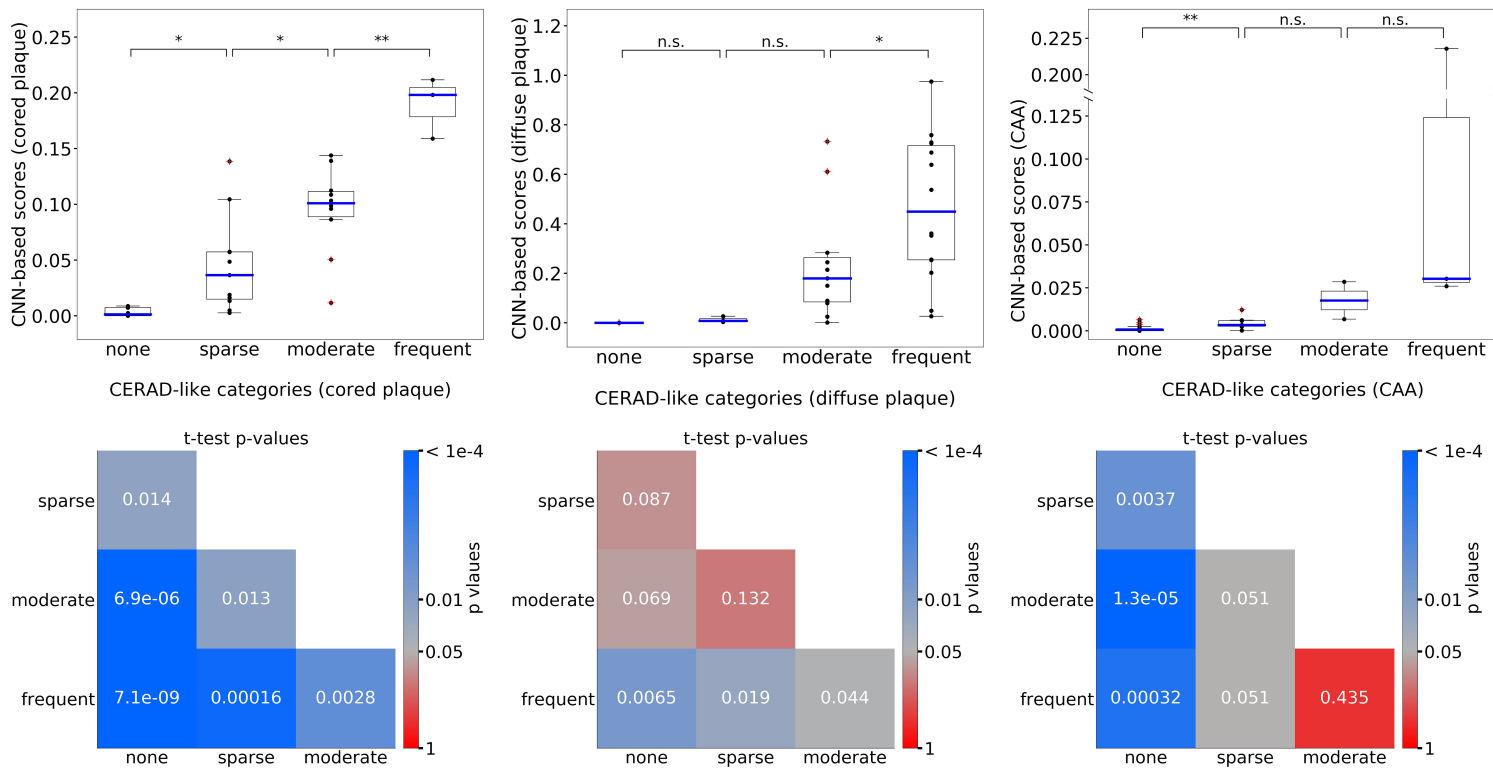 CNN-based scores (cored plaque)
0.25
0.20
0.15
0.10
0.05
0.00
*
*
**
none sparse moderate frequent
CERAD-like categories (cored plaque)
CNN-based scores (diffuse plaque)
1.2
1.0
0.8
0.6
0.4
0.2
0.0
n.s.
n.s.
*
none sparse moderate frequent
CERAD-like categories (diffuse plaque)
CNN-based scores (CAA)
0.225
0.200
0.125
0.100
0.075
0.050
0.025
0.000
**
n.s.
n.s.
none sparse moderate frequent
CERAD-like categories (CAA)
t-test p-values
sparse 0.014
moderate 6.9e-06 0.013
frequent 7.1e-09 0.00016 0.0028
none sparse moderate
< 1e-4
0.01
0.05
1
p vlaues
t-test p-values
sparse 0.087
moderate 0.069 0.132
frequent 0.0065 0.019 0.044
none sparse moderate
< 1e-4
0.01
0.05
1
p vlaues
t-test p-values
sparse 0.0037
moderate 1.3e-05 0.051
frequent 0.00032 0.051 0.435
none sparse moderate
< 1e-4
0.01
0.05
1
p vlaues